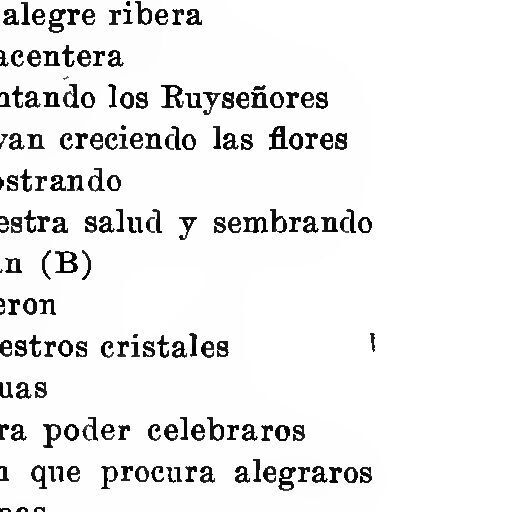 alegre ribera
acentera
ntando los Ruyseñores
van creciendo las flores
ostrando
estra salud y sembrando
an (B)
eron
estros cristales
uas
ra poder celebraros
n que procura alegraros